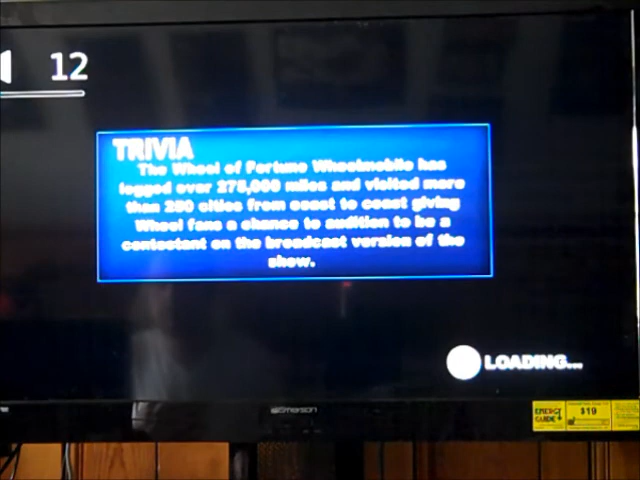 12
TRIVIA
The Wheel of Fortune Wheelmobile has
logged over 275,000 miles and visited more
than 250 cities from coast to coast giving
Wheel fans a chance to audition to be a
contestant on the broadcast version of the
show.
LOADING...
EMERSON
ENERGY
GUIDE
$19